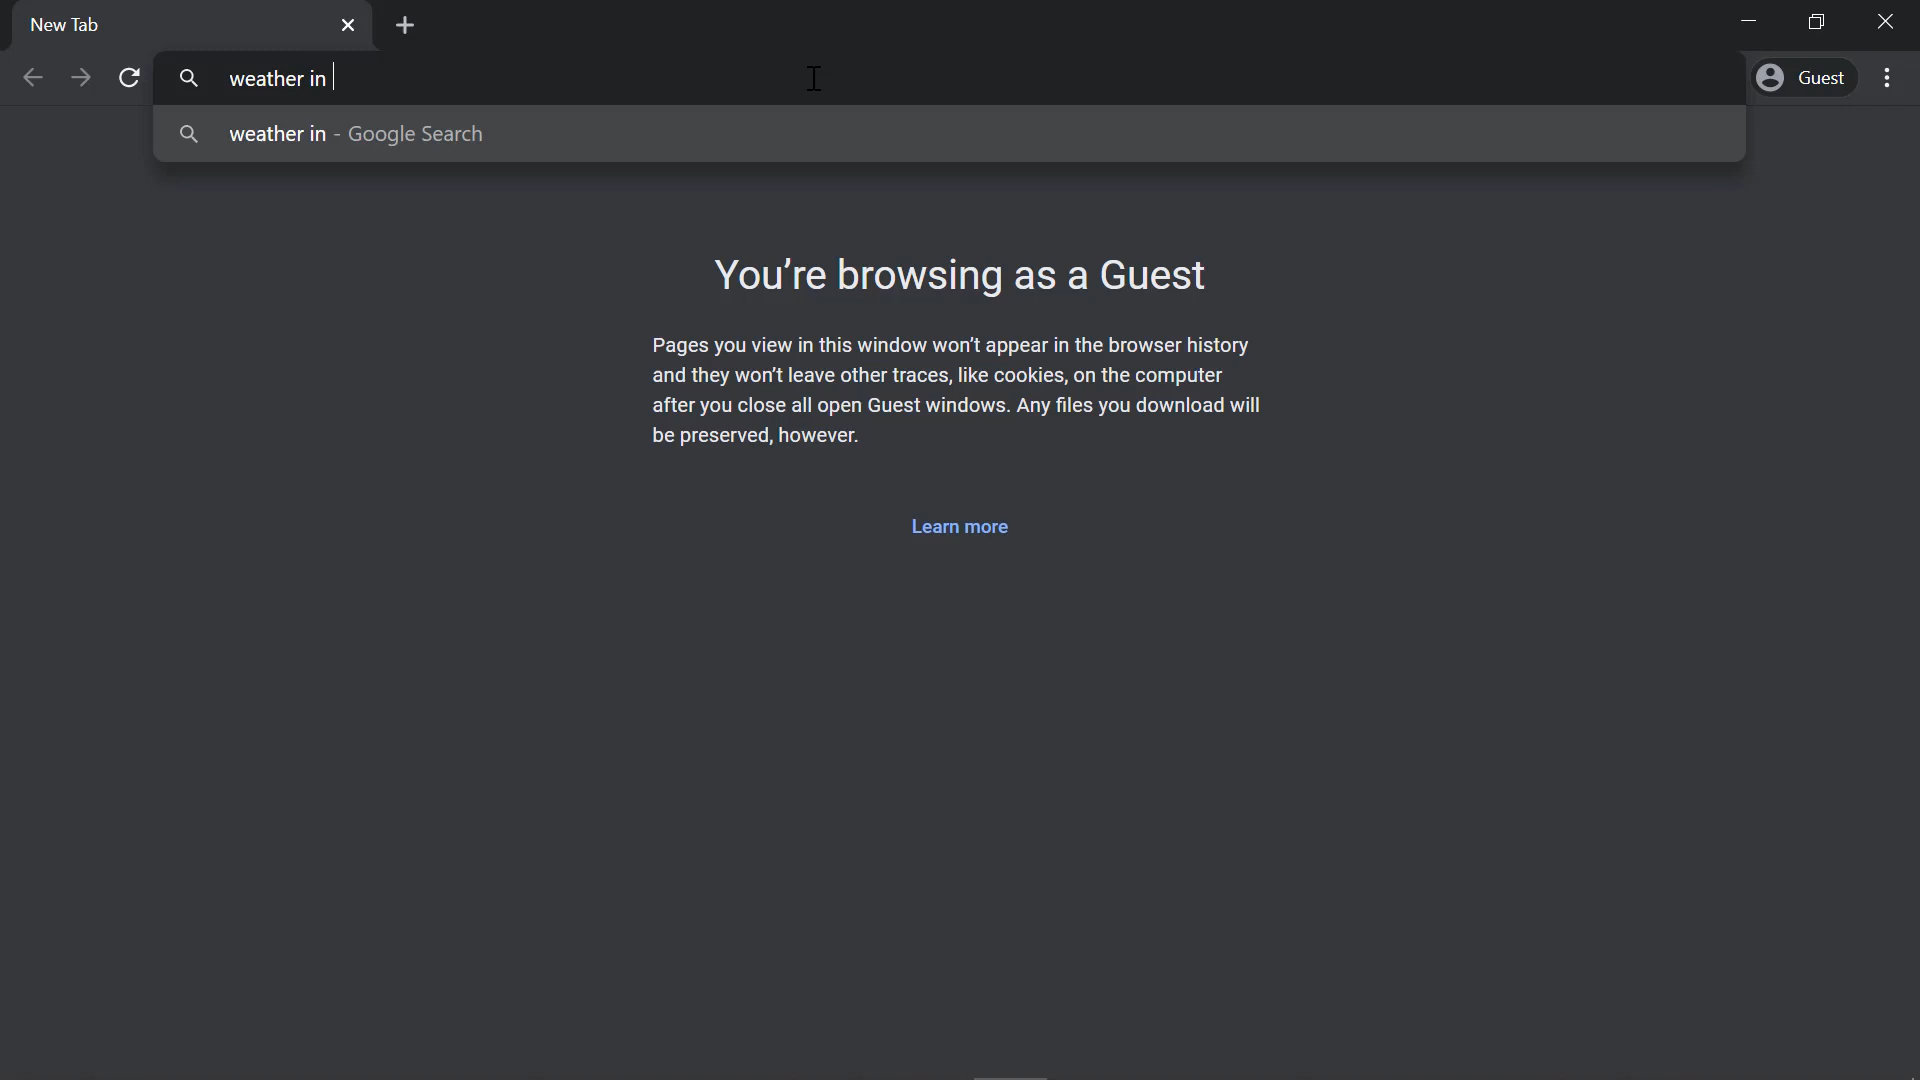 New Tab
weather in
Guest
weather in - Google Search
You're browsing as a Guest
Pages you view in this window won't appear in the browser history
and they won't leave other traces, like cookies, on the computer
after you close all open Guest windows. Any files you download will
be preserved, however.
Learn more